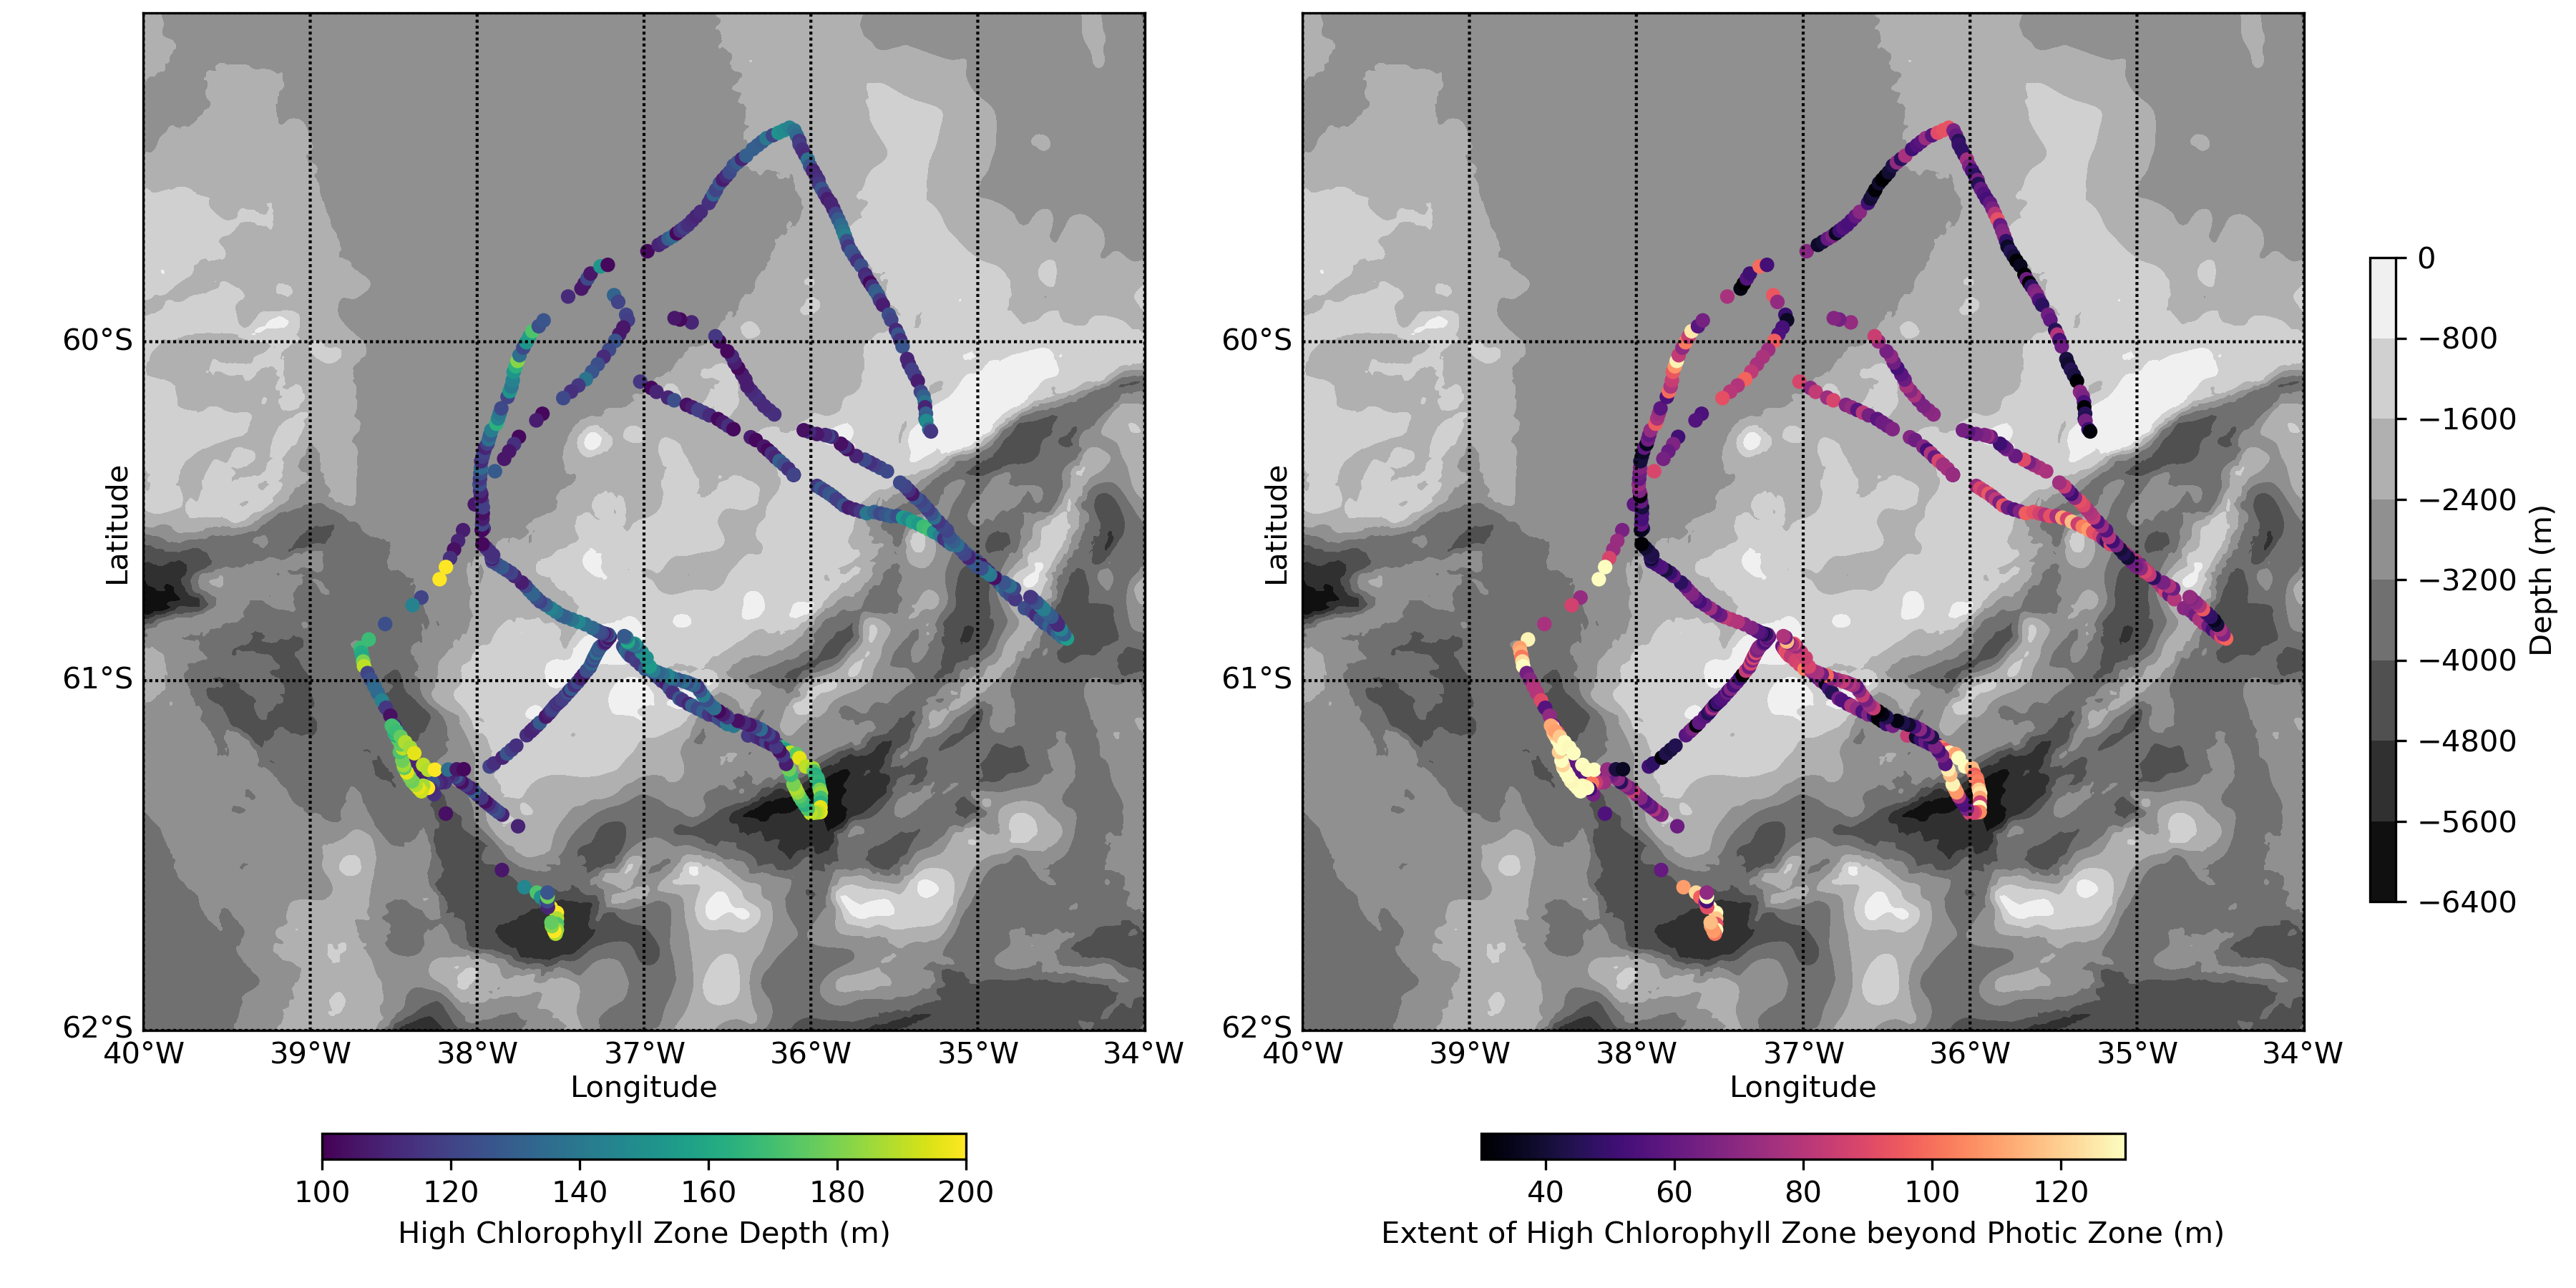 60°S
61°S
62°S
Latitude
40°W 39°W 38°W 37°W 36°W 35°W 34°W
Longitude
100 120 140 160 180 200
High Chlorophyll Zone Depth (m)
60°S
61°S
62°S
Latitude
40°W 39°W 38°W 37°W 36°W 35°W 34°W
Longitude
40 60 80 100 120
Extent of High Chlorophyll Zone beyond Photic Zone (m)
0
−800
−1600
−2400
−3200
−4000
−4800
−5600
−6400
Depth (m)